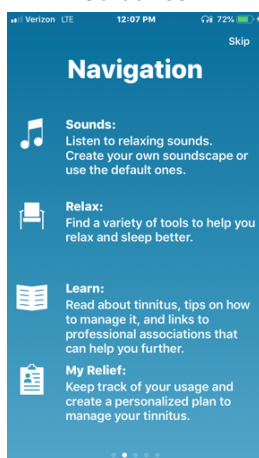 Verizon LTE 12:07 PM 72%
Skip
Navigation
Sounds:
Listen to relaxing sounds.
Create your own soundscape or
use the default ones.
Relax:
Find a variety of tools to help you
relax and sleep better.
Learn:
Read about tinnitus, tips on how
to manage it, and links to
professional associations that
can help you further.
My Relief:
Keep track of your usage and
create a personalized plan to
manage your tinnitus.